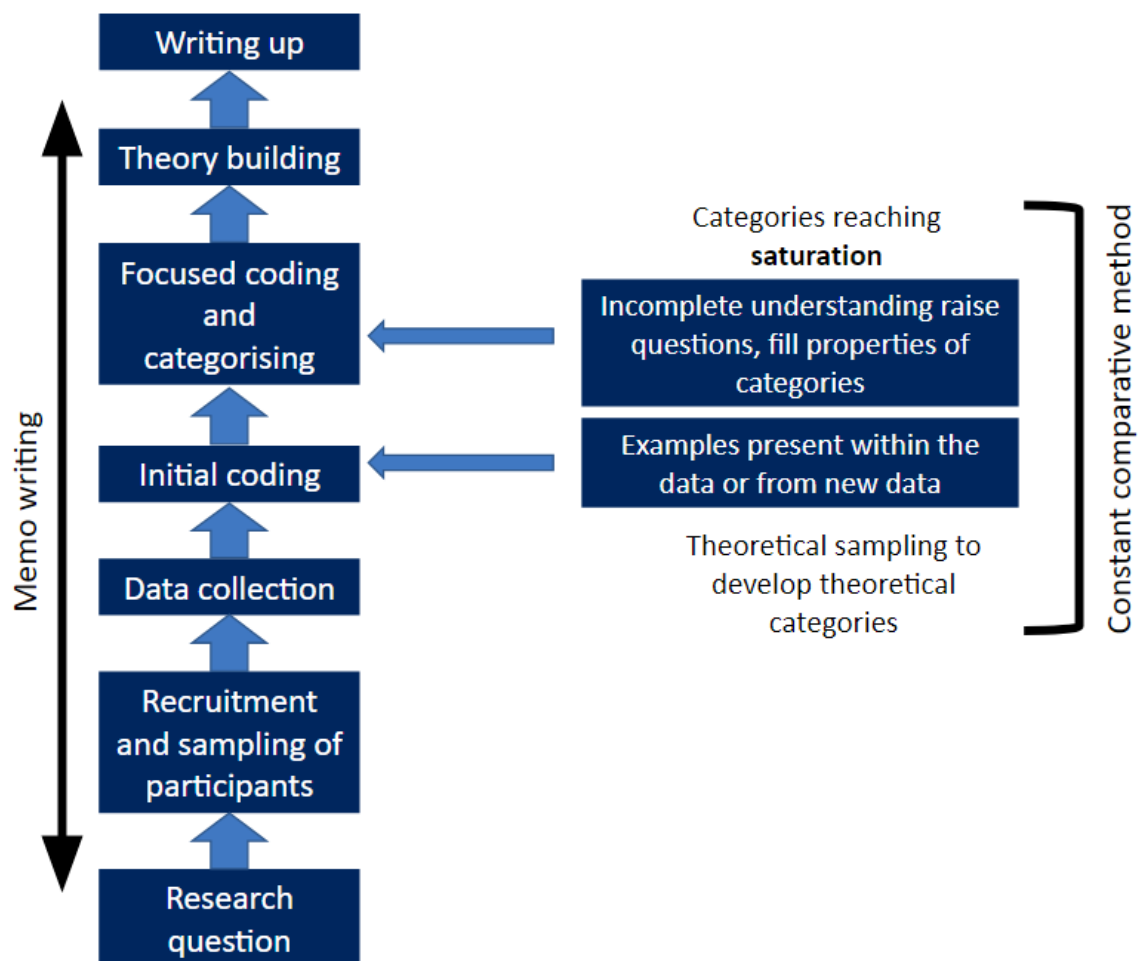 Writing up
Theory building
Focused coding
and
categorising
Initial coding
Data collection
Recruitment
and sampling of
participants
Research
question
Memo writing
Categories reaching
saturation
Incomplete understanding raise
questions, fill properties of
categories
Examples present within the
data or from new data
Theoretical sampling to
develop theoretical
categories
Constant comparative method